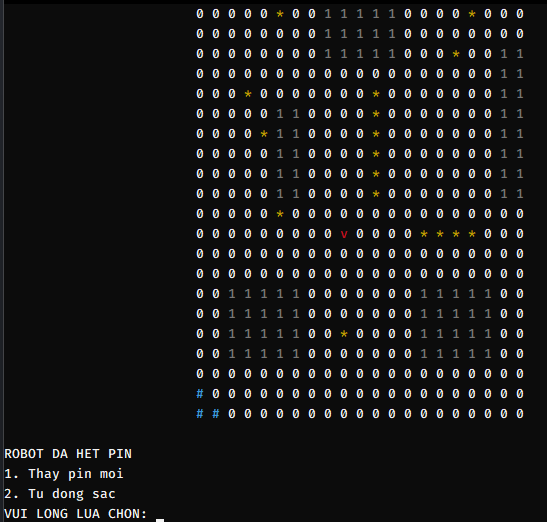 0 0 0 0 0 * 0 0 1 1 1 1 1 0 0 0 0 * 0 0 0
0 0 0 0 0 0 0 0 1 1 1 1 1 0 0 0 0 0 0 0 0
0 0 0 0 0 0 0 0 1 1 1 1 1 0 0 0 * 0 0 1 1
0 0 0 0 0 0 0 0 0 0 0 0 0 0 0 0 0 0 0 1 1
0 0 0 * 0 0 0 0 0 0 0 * 0 0 0 0 0 0 0 1 1
0 0 0 0 0 1 1 0 0 0 0 * 0 0 0 0 0 0 0 1 1
0 0 0 0 * 1 1 0 0 0 0 * 0 0 0 0 0 0 0 1 1
0 0 0 0 0 1 1 0 0 0 0 * 0 0 0 0 0 0 0 1 1
0 0 0 0 0 1 1 0 0 0 0 * 0 0 0 0 0 0 0 1 1
0 0 0 0 0 1 1 0 0 0 0 * 0 0 0 0 0 0 0 1 1
0 0 0 0 0 * 0 0 0 0 0 0 0 0 0 0 0 0 0 0 0
0 0 0 0 0 0 0 0 0 v 0 0 0 0 * * * * 0 0 0
0 0 0 0 0 0 0 0 0 0 0 0 0 0 0 0 0 0 0 0 0
0 0 0 0 0 0 0 0 0 0 0 0 0 0 0 0 0 0 0 0 0
0 0 1 1 1 1 1 0 0 0 0 0 0 0 1 1 1 1 1 0 0
0 0 1 1 1 1 1 0 0 0 0 0 0 0 1 1 1 1 1 0 0
0 0 1 1 1 1 1 0 0 * 0 0 0 0 1 1 1 1 1 0 0
0 0 1 1 1 1 1 0 0 0 0 0 0 0 1 1 1 1 1 0 0
0 0 0 0 0 0 0 0 0 0 0 0 0 0 0 0 0 0 0 0 0
# 0 0 0 0 0 0 0 0 0 0 0 0 0 0 0 0 0 0 0 0
# # 0 0 0 0 0 0 0 0 0 0 0 0 0 0 0 0 0 0 0
ROBOT DA HET PIN
1. Thay pin moi
2. Tu dong sac
VUI LONG LUA CHON: